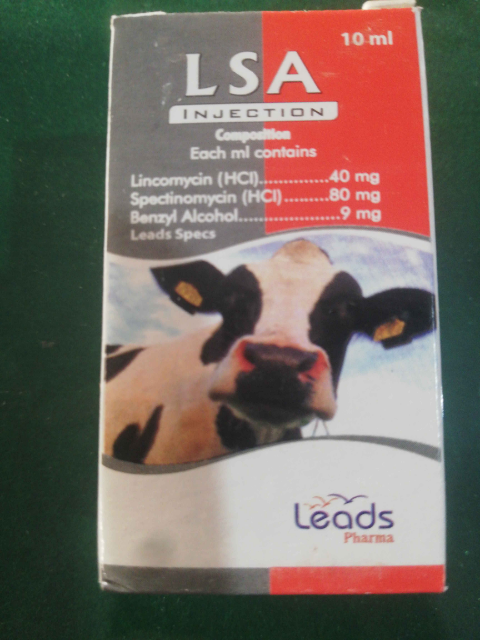 10 ml
LSA
INJECTION
Composition
Each ml contains
Lincomycin (HCl)..............40 mg
Spectinomycin (HCl).........80 mg
Benzyl Alcohol...................9 mg
Leads Specs
Leads
Pharma